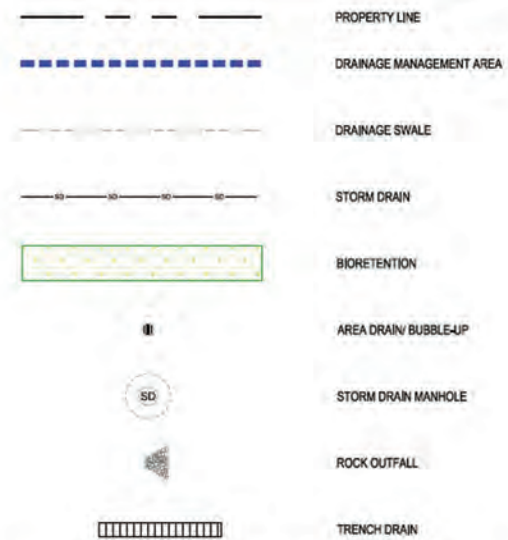 PROPERTY LINE
DRAINAGE MANAGEMENT AREA
DRAINAGE SWALE
SD SD SD SD STORM DRAIN
BIORETENTION
AREA DRAIN/ BUBBLE-UP
SD STORM DRAIN MANHOLE
ROCK OUTFALL
TRENCH DRAIN